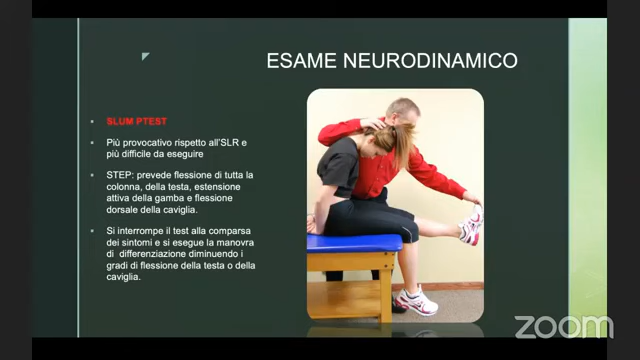 ESAME NEURODINAMICO
SLUM PTEST
Più provocativo rispetto all'SLR e
più difficile da eseguire
STEP: prevede flessione di tutta la
colonna, della testa, estensione
attiva della gamba e flessione
dorsale della caviglia.
Si interrompe il test alla comparsa
dei sintomi e si esegue la manovra
di differenziazione diminuendo i
gradi di flessione della testa o della
caviglia.
zoom